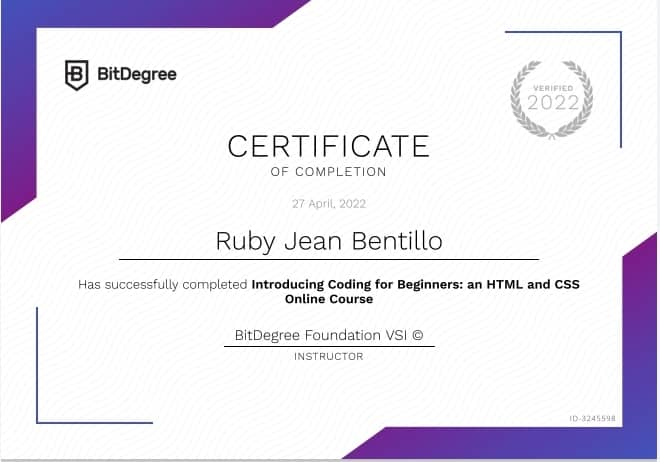 BitDegree
VERIFIED
2022
CERTIFICATE
OF COMPLETION
27 April, 2022
Ruby Jean Bentillo
Has successfully completed Introducing Coding for Beginners: an HTML and CSS
Online Course
BitDegree Foundation VSI ©
INSTRUCTOR
ID-3245598